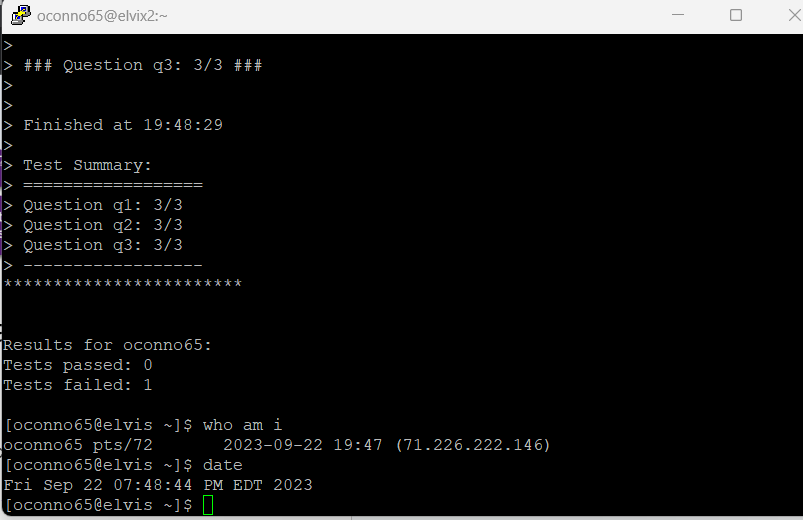 oconno65@elvix2:~
>
> ### Question q3: 3/3 ###
>
>
> Finished at 19:48:29
>
> Test Summary:
> ==================
> Question q1: 3/3
> Question q2: 3/3
> Question q3: 3/3
> ------------------
************************
Results for oconno65:
Tests passed: 0
Tests failed: 1
[oconno65@elvis ~]$ who am i
oconno65 pts/72       2023-09-22 19:47 (71.226.222.146)
[oconno65@elvis ~]$ date
Fri Sep 22 07:48:44 PM EDT 2023
[oconno65@elvis ~]$